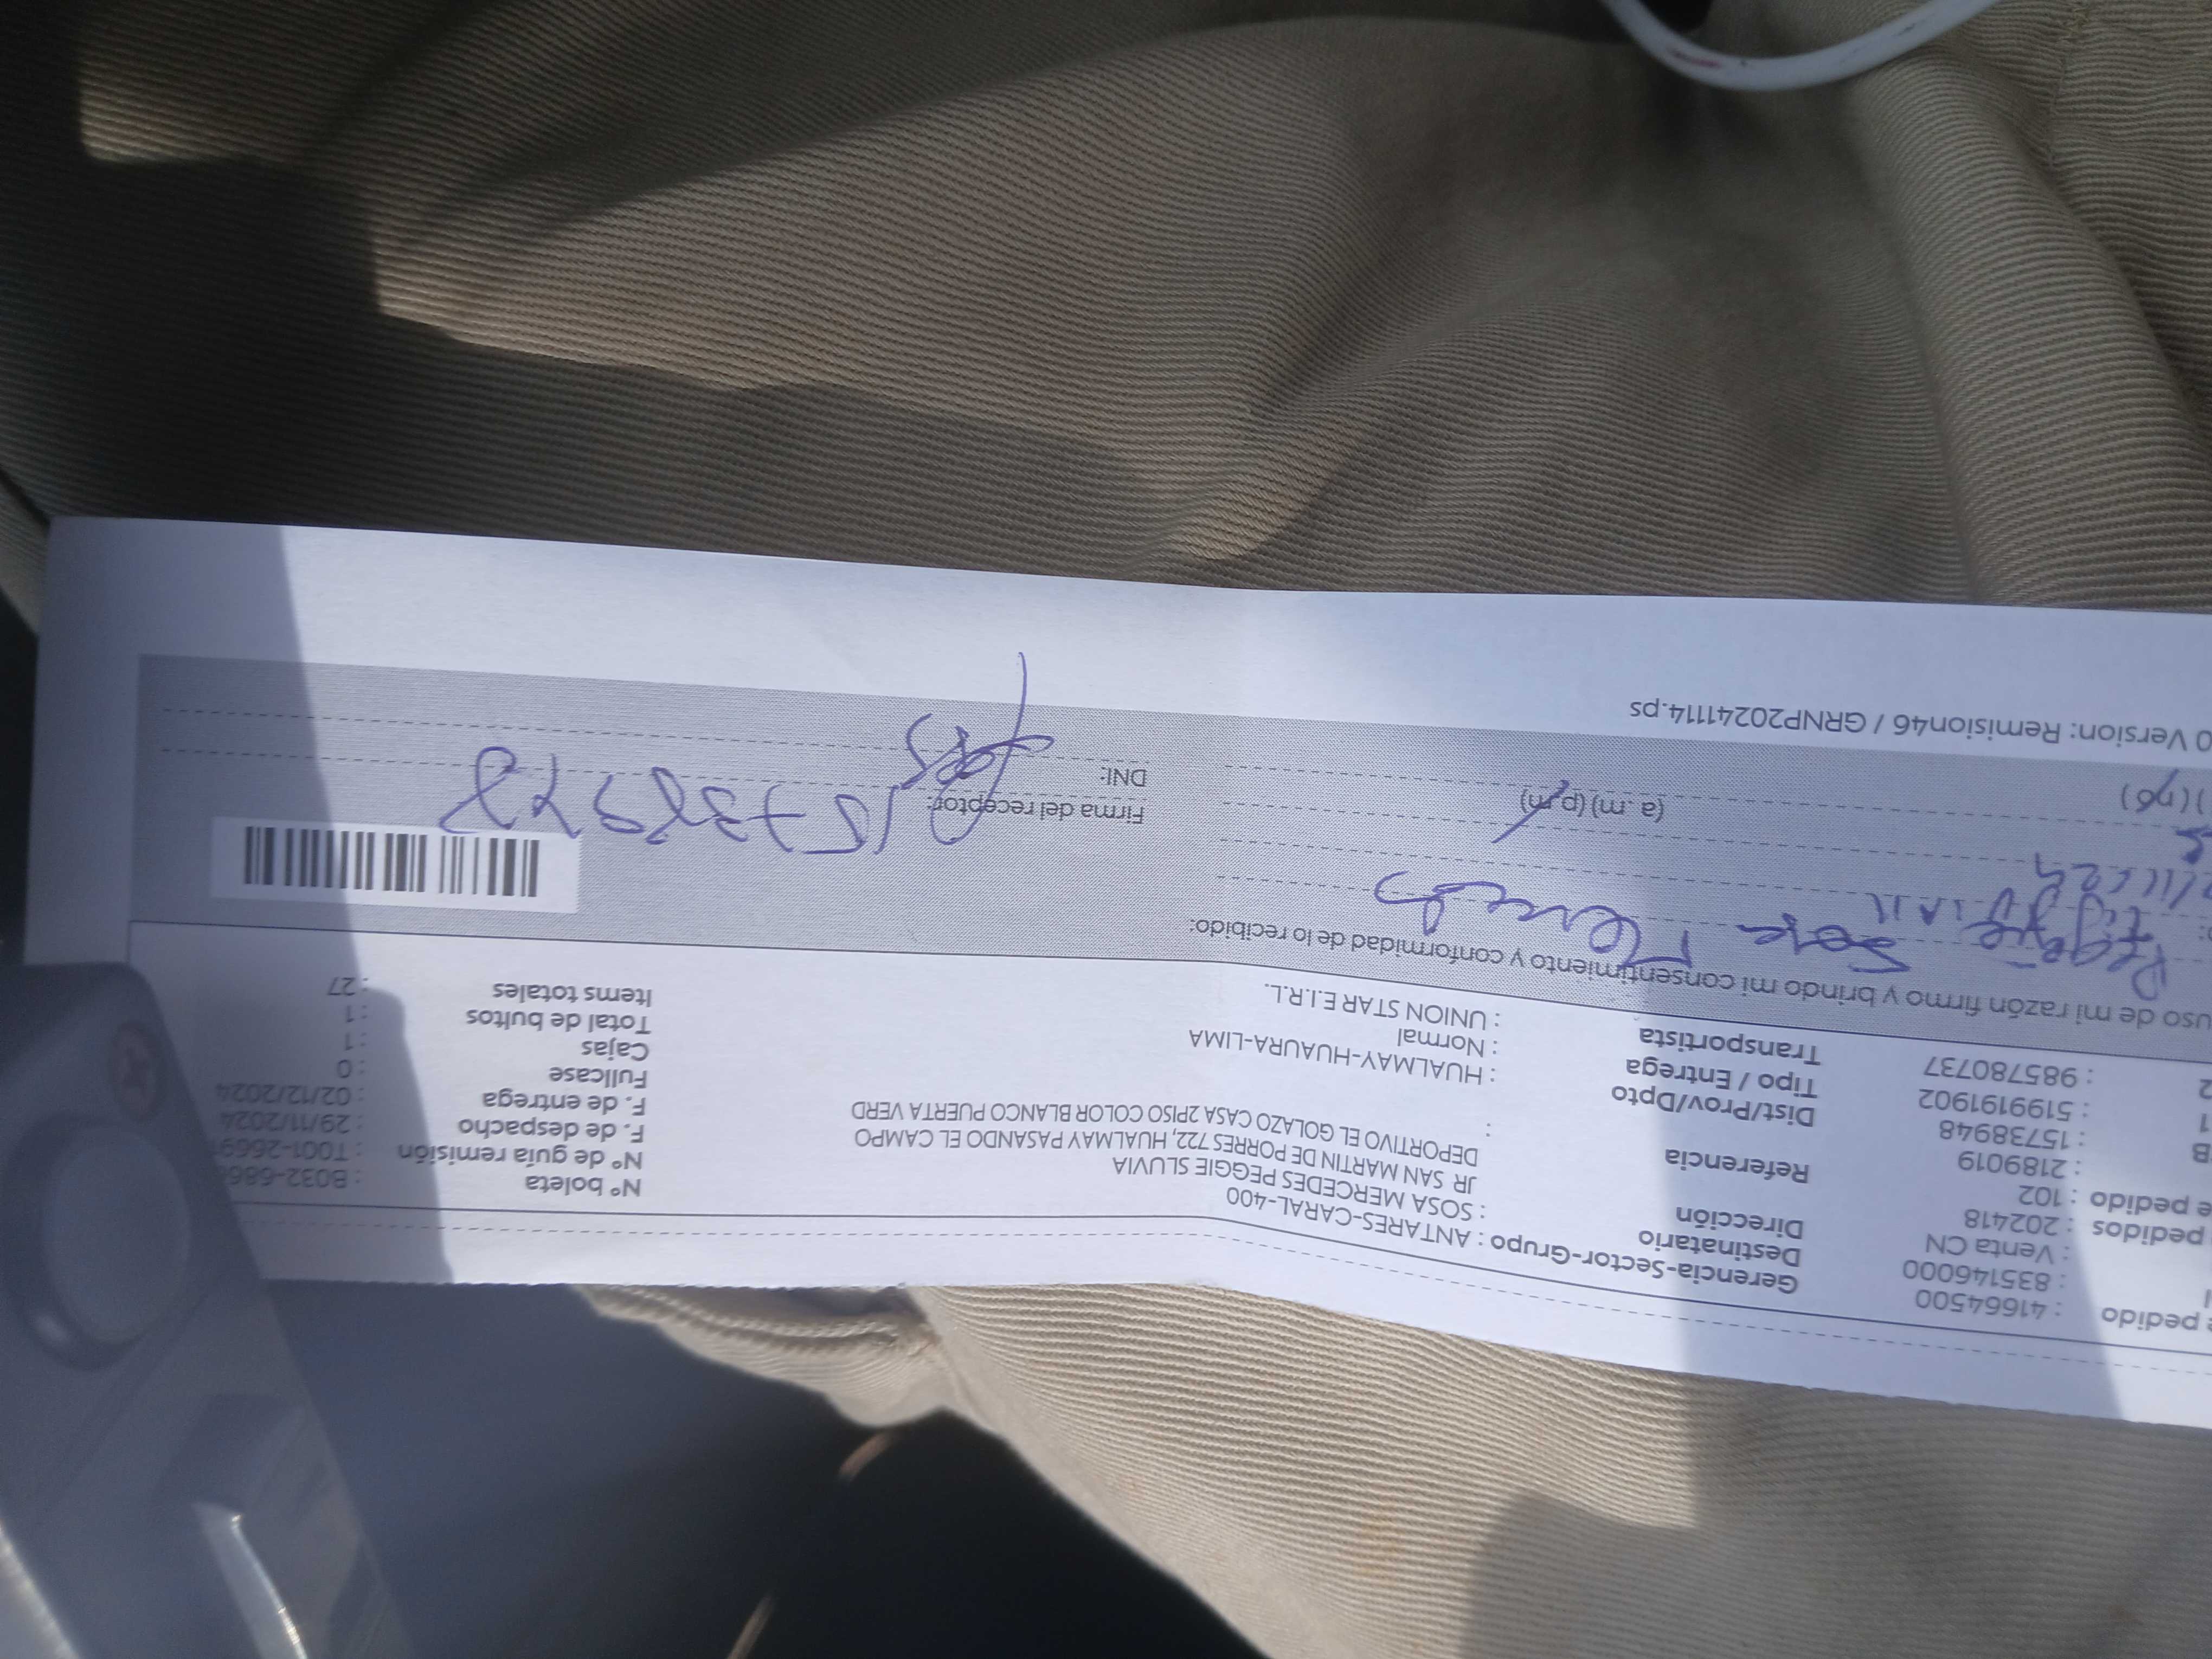 e pedido : 41664500
: 835146000
: Venta CN
pedidos : 202418
e pedido : 102
: 2189019
: 15738948
: 5199191902
: 985780737
Gerencia-Sector-Grupo : ANTARES-CARAL-400
Destinatario : SOSA MERCEDES PEGGIE SLUVIA
Dirección : JR SAN MARTIN DE PORRES 722, HUALMAY PASANDO EL CAMPO
DEPORTIVO EL GOLAZO CASA 2PISO COLOR BLANCO PUERTA VERD
Referencia :
Dist/Prov/Dpto : HUALMAY-HUAURA-LIMA
Tipo / Entrega : Normal
Transportista : UNION STAR E.I.R.L.
Nº boleta : B032-686
Nº de guía remisión : T001-2669
F. de despacho : 29/11/2024
F. de entrega : 02/12/2024
Fullcase : 0
Cajas : 1
Total de bultos : 1
Items totales : 27
uso de mi razón firmo y brindo mi consentimiento y conformidad de lo recibido:
Sosa
(a. m) (p.m)
Firma del receptor:
DNI:
0 Version: Remision46 / GRNP20241114.ps